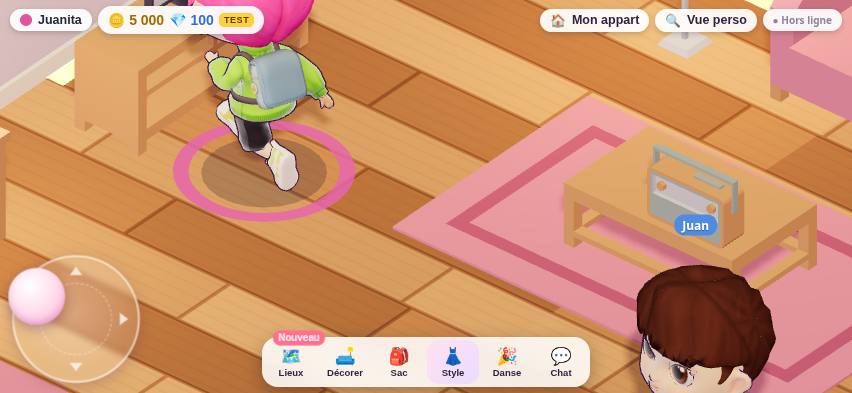 Juanita
5 000
100
TEST
Mon appart
Vue perso
Hors ligne
Juan
Nouveau
Lieux
Décorer
Sac
Style
Danse
Chat